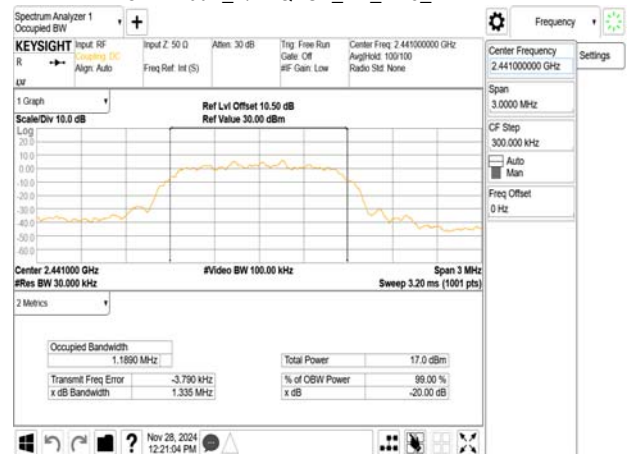 Spectrum Analyzer 1
Occupied BW
+
Frequency
KEYSIGHT
R
Input: RF
Coupling: DC
Align: Auto
Input Z: 50 Ω
Freq Ref: Int (S)
Atten: 30 dB
Trig: Free Run
Gate: Off
#IF Gain: Low
Center Freq: 2.441000000 GHz
Avg|Hold: 100/100
Radio Std: None
Center Frequency
2.441000000 GHz
Settings
Span
3.0000 MHz
CF Step
300.000 kHz
Auto
Man
Freq Offset
0 Hz
1 Graph
Scale/Div 10.0 dB
Ref Lvl Offset 10.50 dB
Ref Value 30.00 dBm
Log
20.0
10.0
0.00
-10.0
-20.0
-30.0
-40.0
-50.0
-60.0
Center 2.441000 GHz
#Res BW 30.000 kHz
#Video BW 100.00 kHz
Span 3 MHz
Sweep 3.20 ms (1001 pts)
2 Metrics
Occupied Bandwidth
1.1890 MHz
Transmit Freq Error -3.790 kHz
x dB Bandwidth 1.335 MHz
Total Power 17.0 dBm
% of OBW Power 99.00 %
x dB -20.00 dB
?
Nov 28, 2024
12:21:04 PM